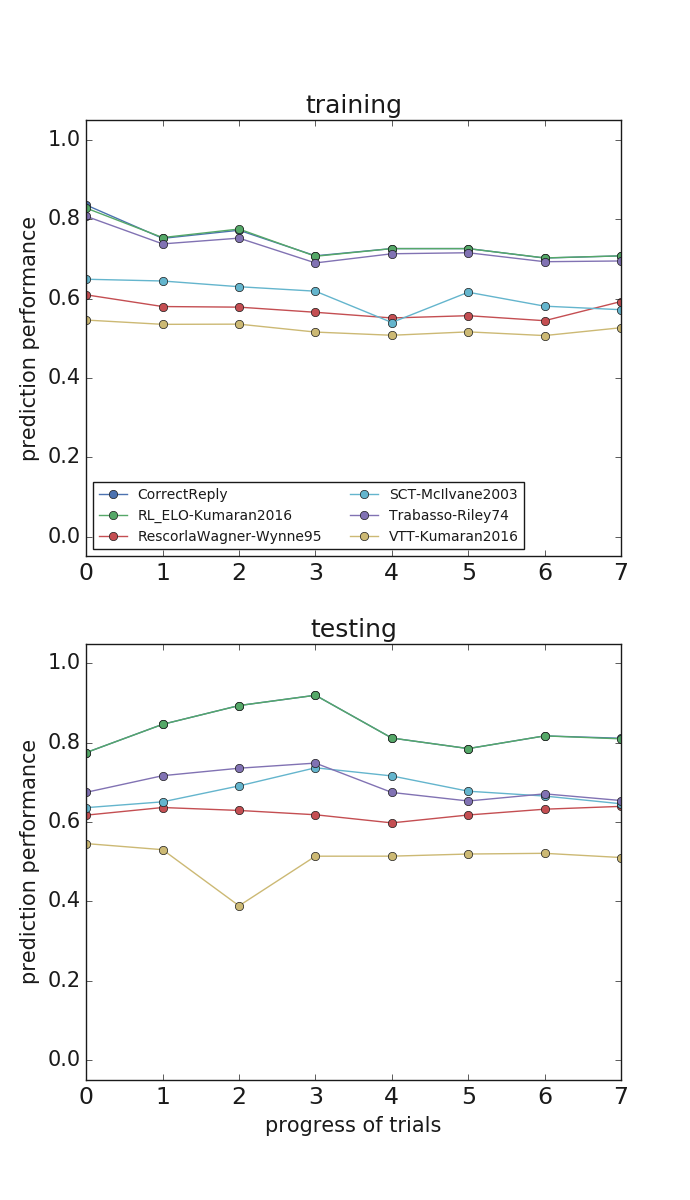 training
prediction performance
1.0
0.8
0.6
0.4
0.2
0.0
CorrectReply
RL_ELO-Kumaran2016
RescorlaWagner-Wynne95
SCT-McIlvane2003
Trabasso-Riley74
VTT-Kumaran2016
0 1 2 3 4 5 6 7
testing
prediction performance
1.0
0.8
0.6
0.4
0.2
0.0
0 1 2 3 4 5 6 7
progress of trials